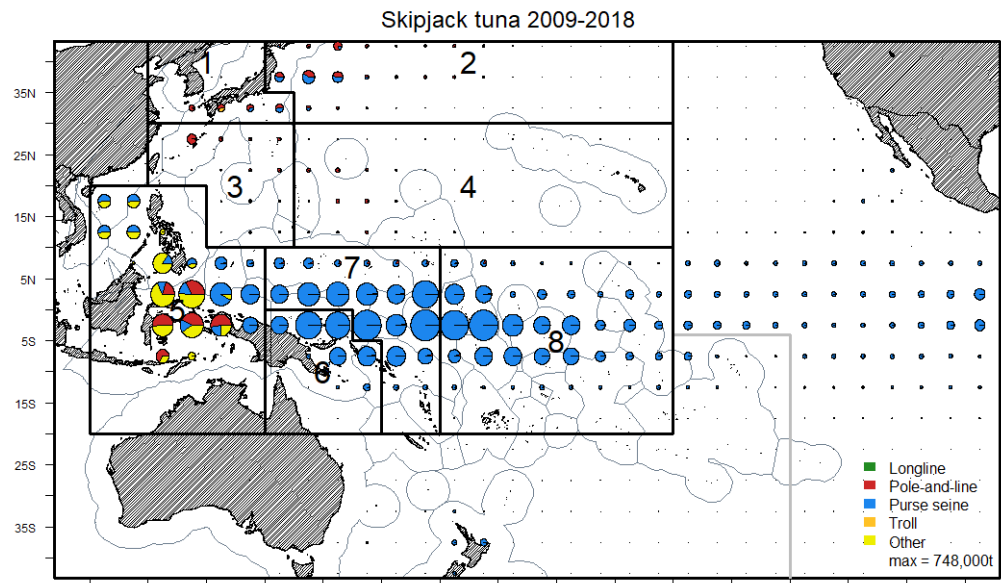 Skipjack tuna 2009-2018
1
2
35N
25N
3
4
15N
7
5N
5
5S
8
6
15S
25S
35S
Longline
Pole-and-line
Purse seine
Troll
Other
max = 748,000t